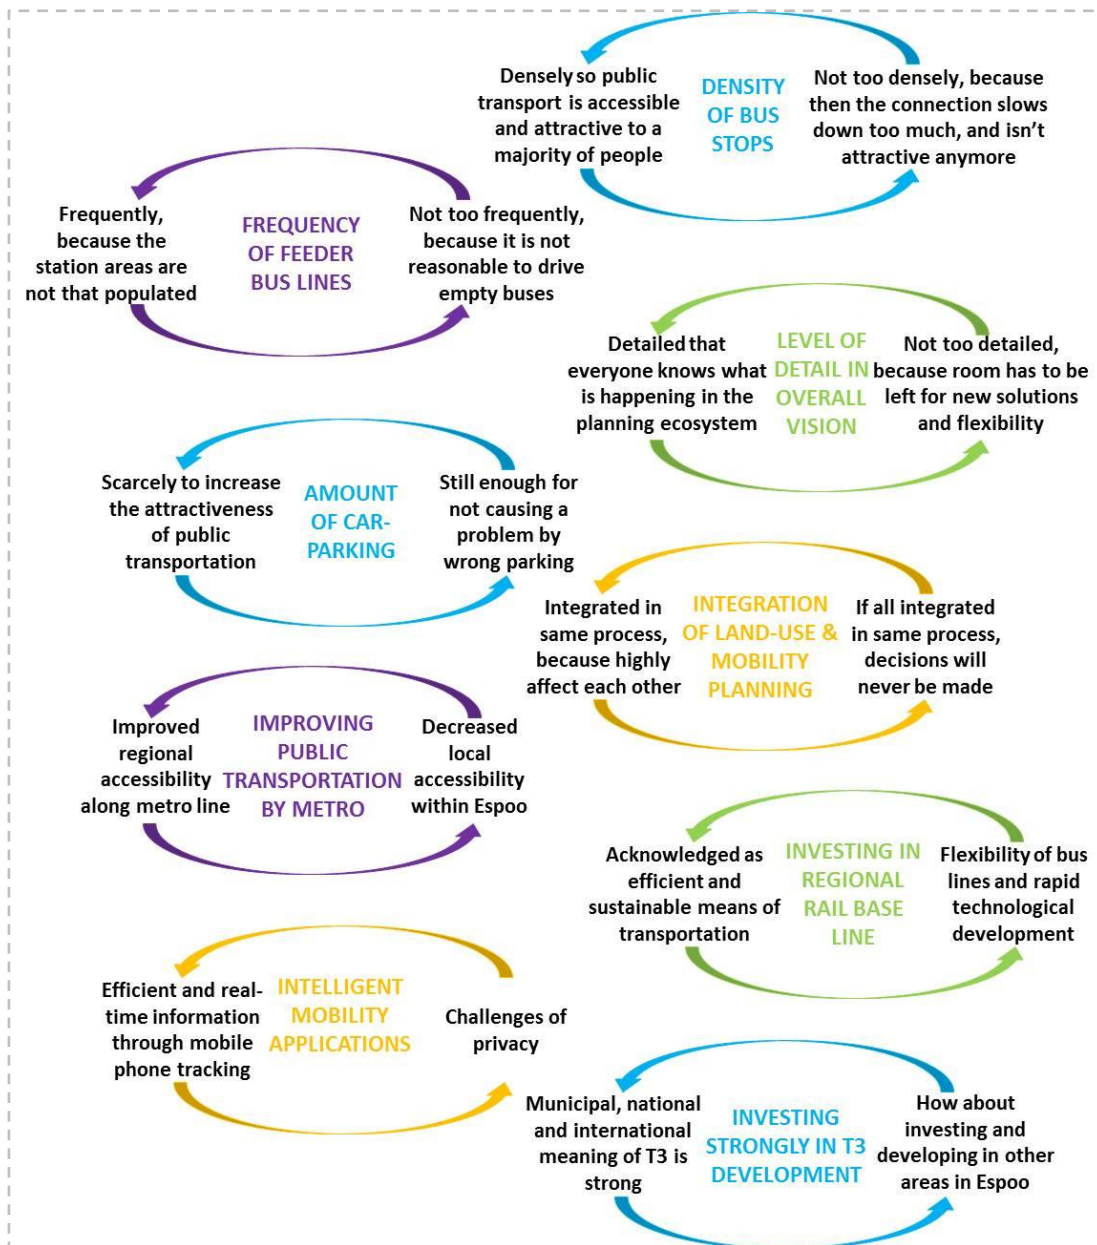 Densely so public
transport is accessible
and attractive to a
majority of people
DENSITY
OF BUS
STOPS
Not too densely, because
then the connection slows
down too much, and isn't
attractive anymore
Frequently,
because the
station areas are
not that populated
FREQUENCY
OF FEEDER
BUS LINES
Not too frequently,
because it is not
reasonable to drive
empty buses
Detailed that
everyone knows what
is happening in the
planning ecosystem
LEVEL OF
DETAIL IN
OVERALL
VISION
Not too detailed,
because room has to be
left for new solutions
and flexibility
Scarcely to increase
the attractiveness
of public
transportation
AMOUNT
OF CAR-
PARKING
Still enough for
not causing a
problem by
wrong parking
Integrated in
same process,
because highly
affect each other
INTEGRATION
OF LAND-USE &
MOBILITY
PLANNING
If all integrated
in same process,
decisions will
never be made
Improved
regional
accessibility
along metro line
IMPROVING
PUBLIC
TRANSPORTATION
BY METRO
Decreased
local
accessibility
within Espoo
Acknowledged as
efficient and
sustainable means of
transportation
INVESTING IN
REGIONAL
RAIL BASE
LINE
Flexibility of bus
lines and rapid
technological
development
Efficient and real-
time information
through mobile
phone tracking
INTELLIGENT
MOBILITY
APPLICATIONS
Challenges of
privacy
Municipal, national
and international
meaning of T3 is
strong
INVESTING
STRONGLY IN T3
DEVELOPMENT
How about
investing and
developing in other
areas in Espoo